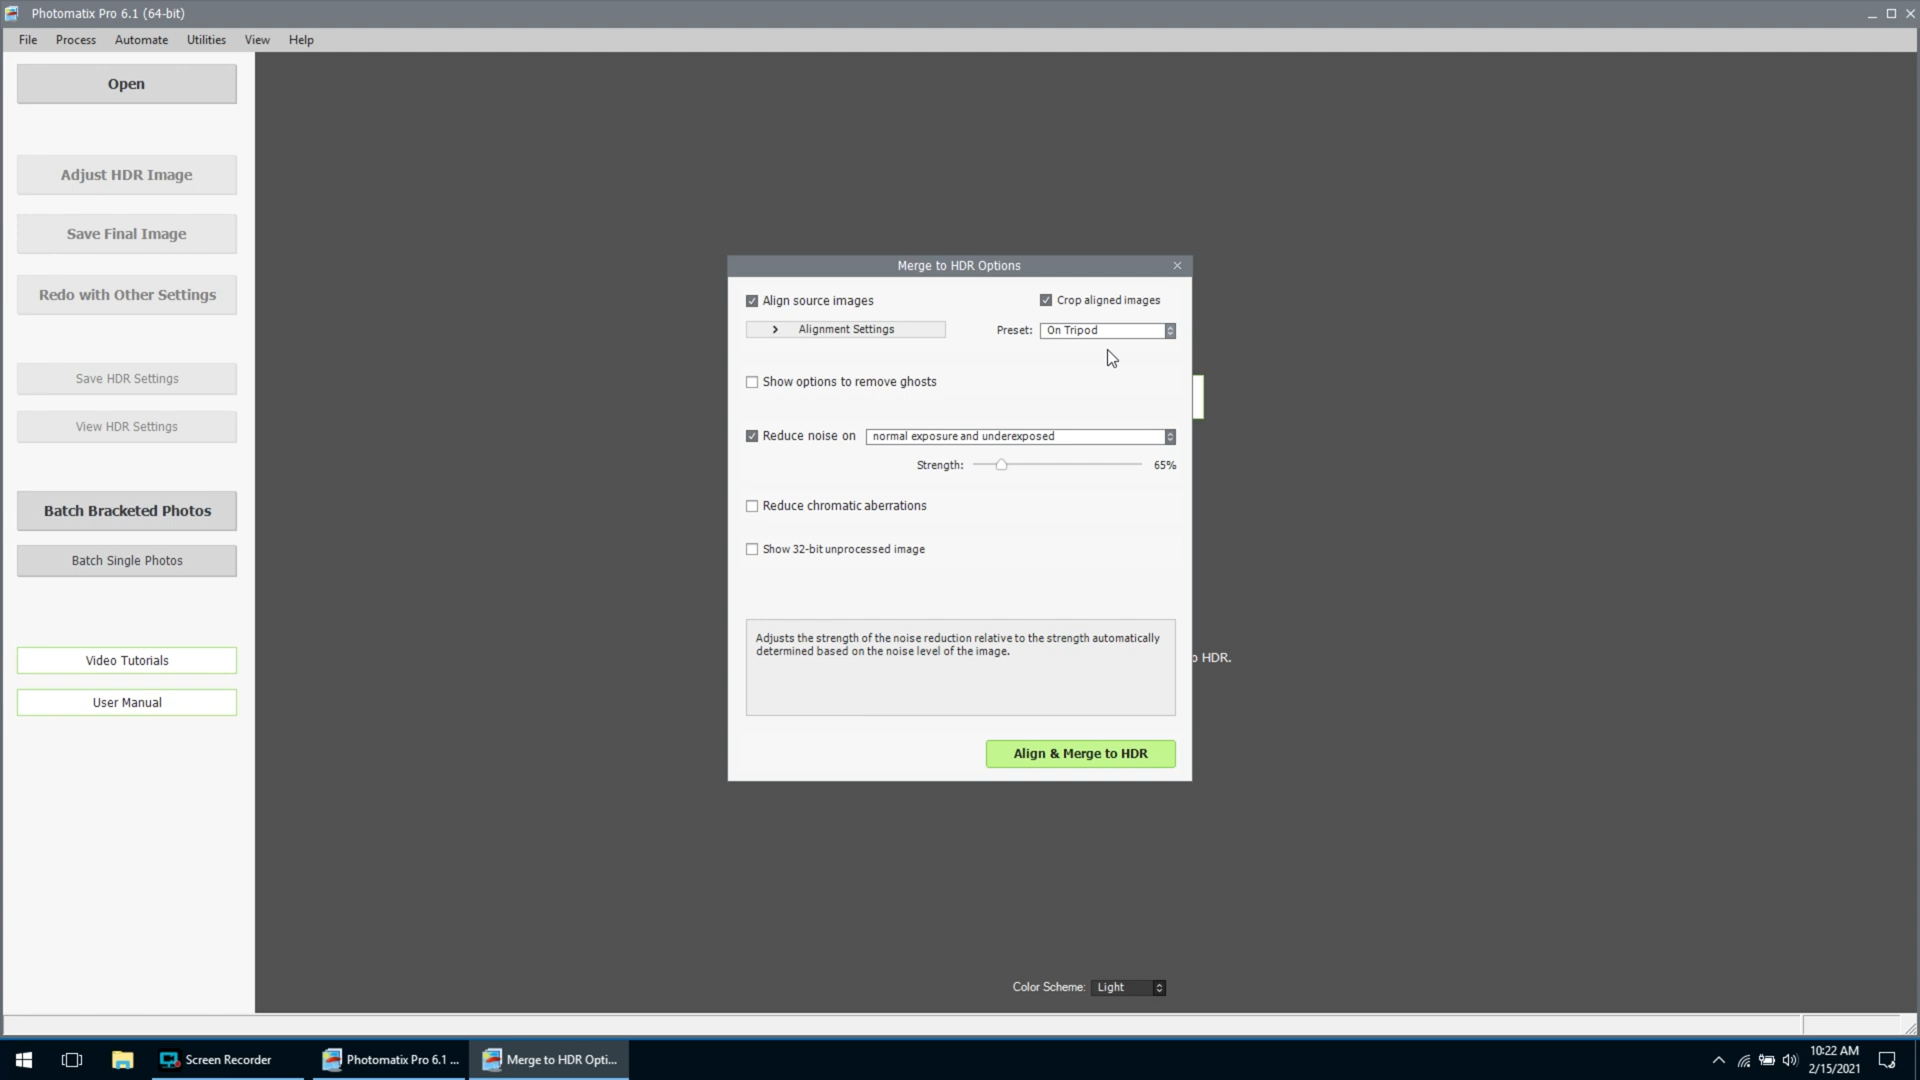 Photomatix Pro 6.1 (64-bit)
File Process Automate Utilities View Help
Open
Adjust HDR Image
Save Final Image
Redo with Other Settings
Save HDR Settings
View HDR Settings
Batch Bracketed Photos
Batch Single Photos
Video Tutorials
User Manual
Merge to HDR Options
Align source images
Crop aligned images
Alignment Settings
Preset: On Tripod
Show options to remove ghosts
Reduce noise on normal exposure and underexposed
Strength: 65%
Reduce chromatic aberrations
Show 32-bit unprocessed image
Adjusts the strength of the noise reduction relative to the strength automatically
determined based on the noise level of the image.
Align & Merge to HDR
HDR.
Color Scheme: Light
Screen Recorder
Photomatix Pro 6.1 ...
Merge to HDR Opti...
10:22 AM
2/15/2021